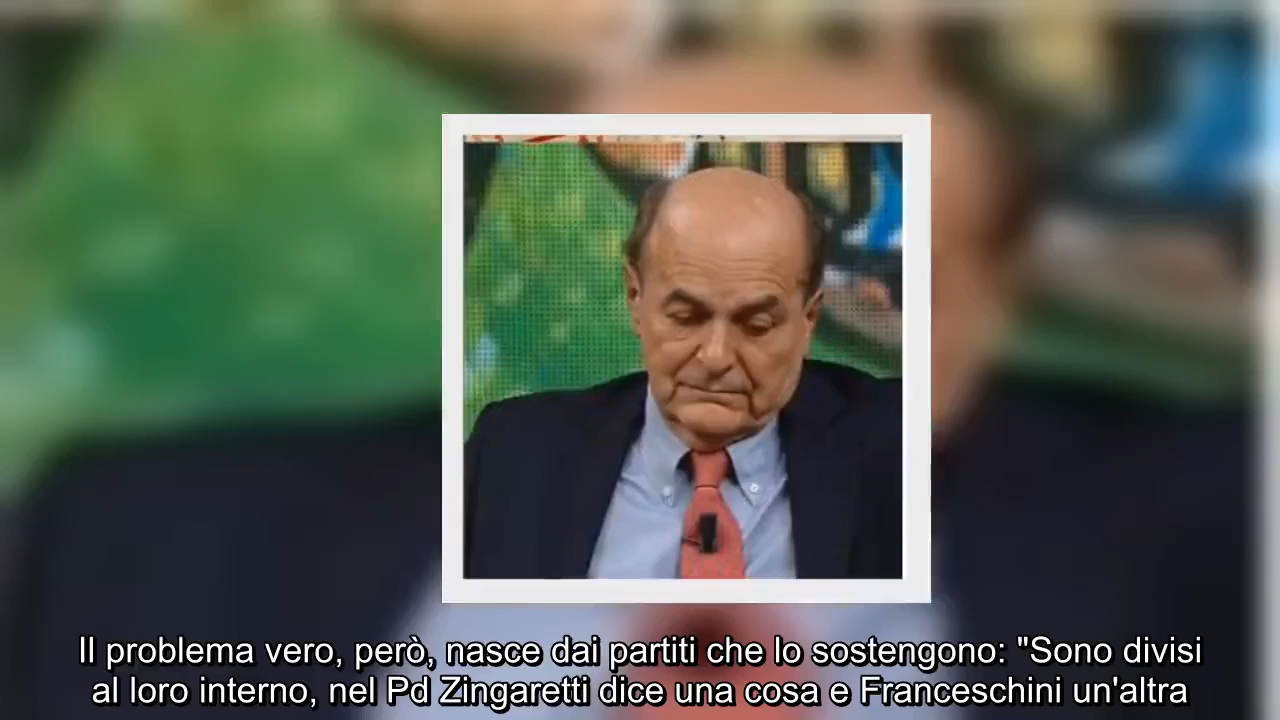 Il problema vero, però, nasce dai partiti che lo sostengono: "Sono divisi
al loro interno, nel Pd Zingaretti dice una cosa e Franceschini un'altra